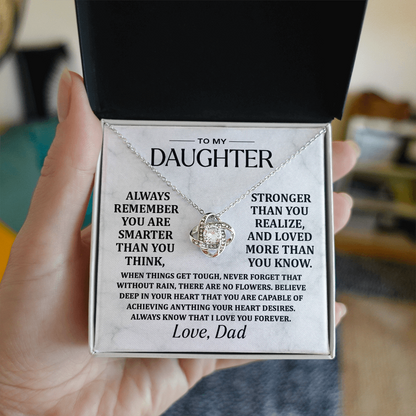 TO MY
DAUGHTER
ALWAYS
REMEMBER
YOU ARE
SMARTER
THAN YOU
THINK,
STRONGER
THAN YOU
REALIZE,
AND LOVED
MORE THAN
YOU KNOW.
WHEN THINGS GET TOUGH, NEVER FORGET THAT
WITHOUT RAIN, THERE ARE NO FLOWERS. BELIEVE
DEEP IN YOUR HEART THAT YOU ARE CAPABLE OF
ACHIEVING ANYTHING YOUR HEART DESIRES.
ALWAYS KNOW THAT I LOVE YOU FOREVER.
Love, Dad